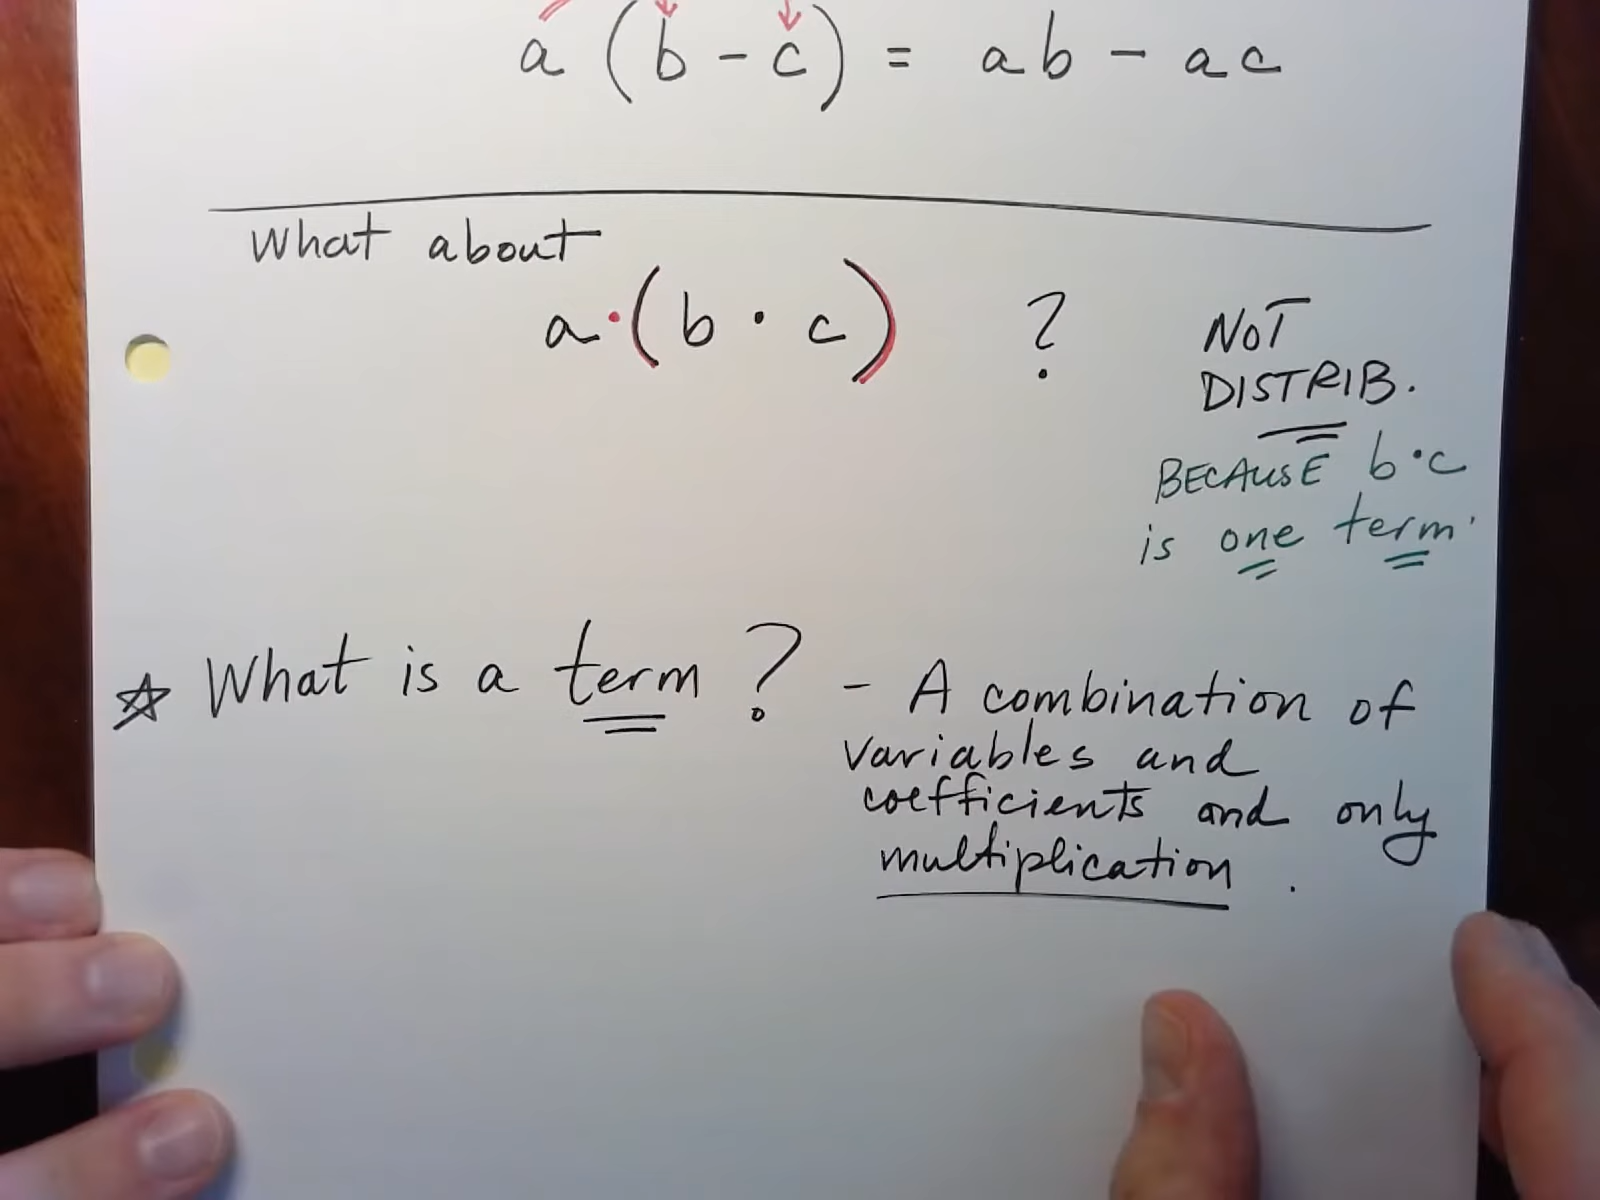 a (b - c) = ab - ac
What about
a·(b · c) ?
NOT
DISTRIB.
BECAUSE b·c
is one term.
☆ What is a term? - A combination of
variables and
coefficients and only
multiplication.